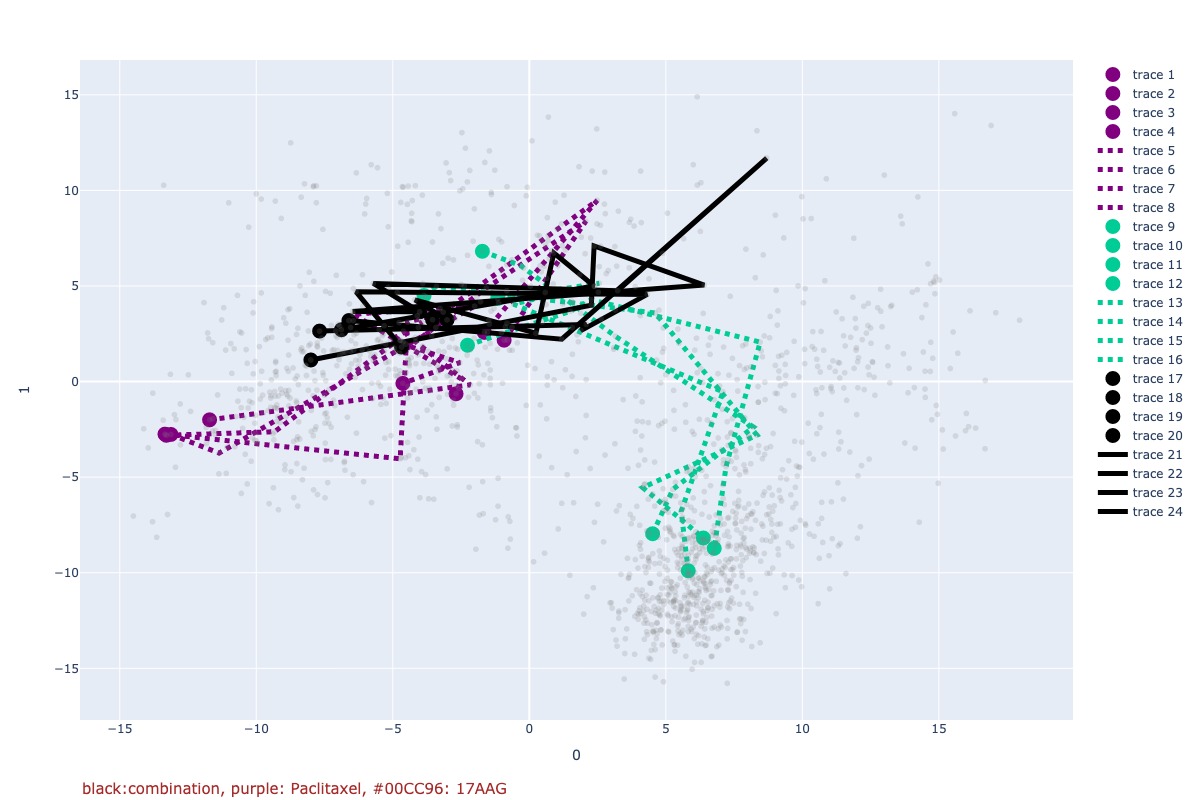 15
10
5
0
−5
−10
−15
1
−15
−10
−5
0
5
10
15
0
trace 1
trace 2
trace 3
trace 4
trace 5
trace 6
trace 7
trace 8
trace 9
trace 10
trace 11
trace 12
trace 13
trace 14
trace 15
trace 16
trace 17
trace 18
trace 19
trace 20
trace 21
trace 22
trace 23
trace 24
black:combination, purple: Paclitaxel, #00CC96: 17AAG